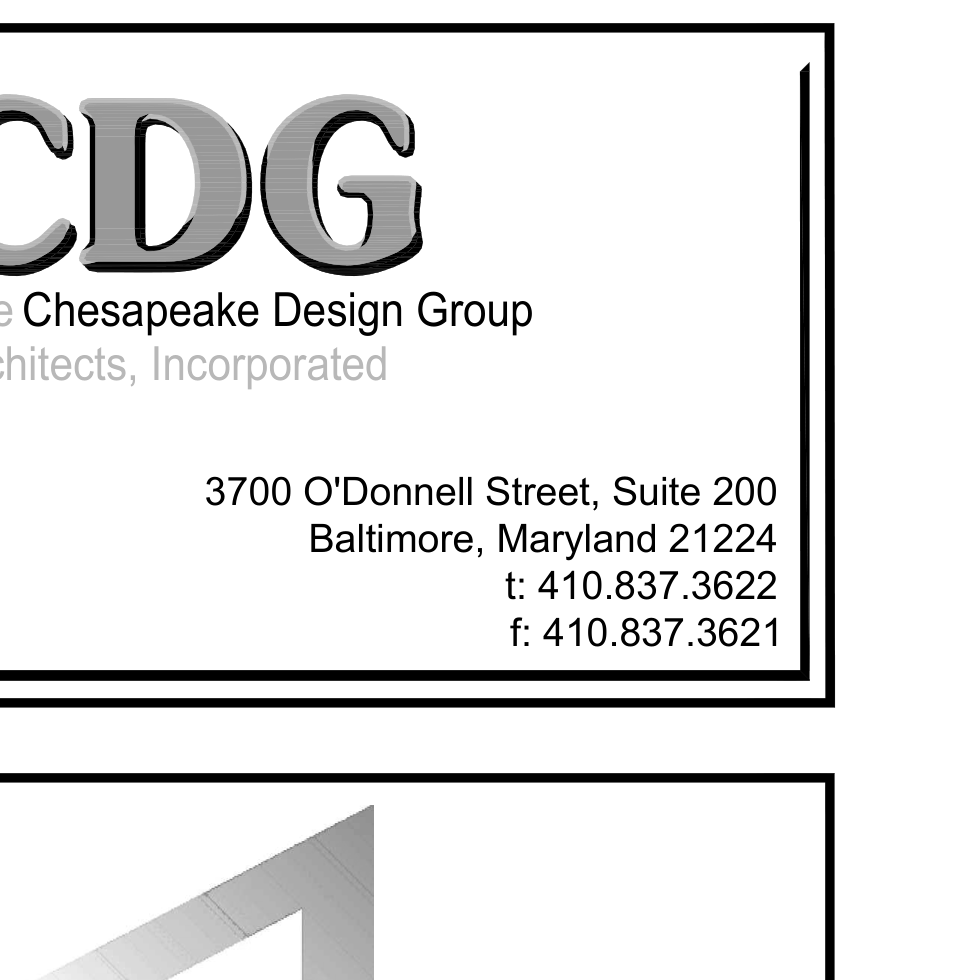 CDG
e Chesapeake Design Group
chitects, Incorporated
3700 O'Donnell Street, Suite 200
Baltimore, Maryland 21224
t: 410.837.3622
f: 410.837.3621